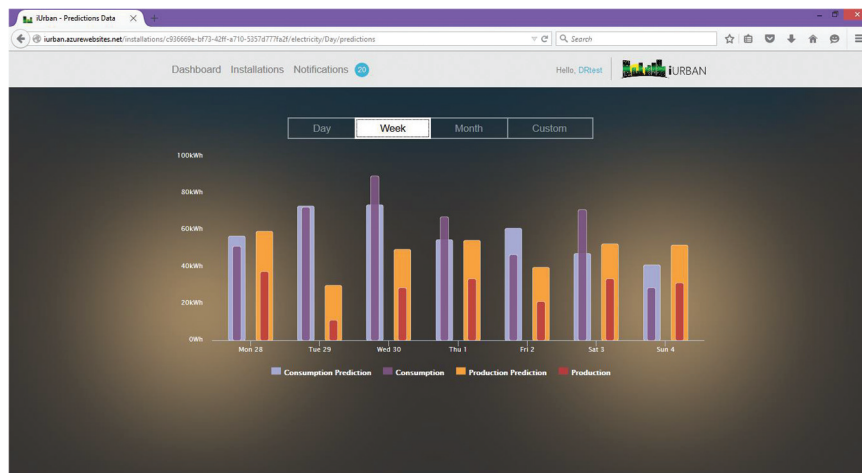 iUrban - Predictions Data
iurban.azurewebsites.net/installations/c936669e-bf73-42ff-a710-5357d777fa2f/electricity/Day/predictions
Search
Dashboard Installations Notifications 20
Hello, DRtest
iURBAN
Day Week Month Custom
100kWh
80kWh
60kWh
40kWh
20kWh
0Wh
Mon 28 Tue 29 Wed 30 Thu 1 Fri 2 Sat 3 Sun 4
Consumption Prediction Consumption Production Prediction Production